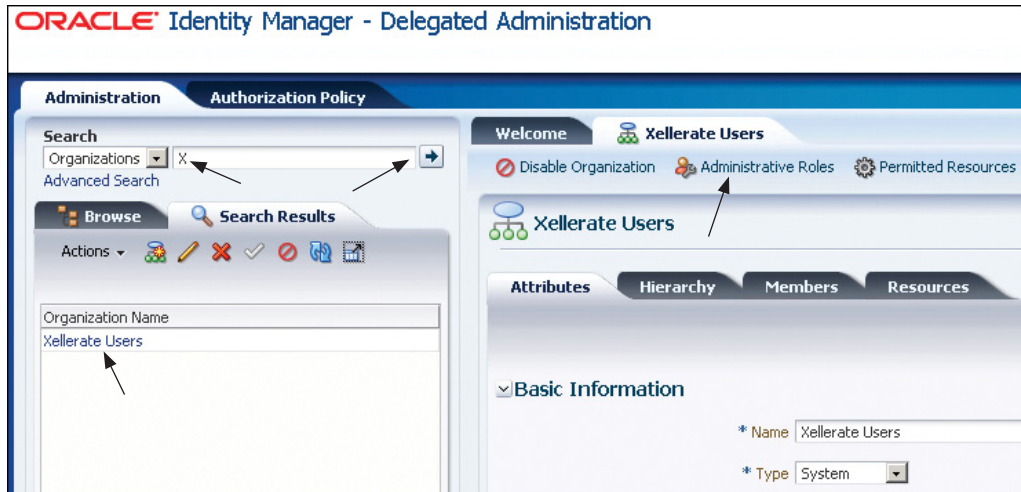 ORACLE Identity Manager - Delegated Administration
Administration
Authorization Policy
Search
Organizations
X
Advanced Search
Browse
Search Results
Actions
Organization Name
Xellerate Users
Welcome
Xellerate Users
Disable Organization
Administrative Roles
Permitted Resources
Xellerate Users
Attributes
Hierarchy
Members
Resources
Basic Information
* Name Xellerate Users
* Type System